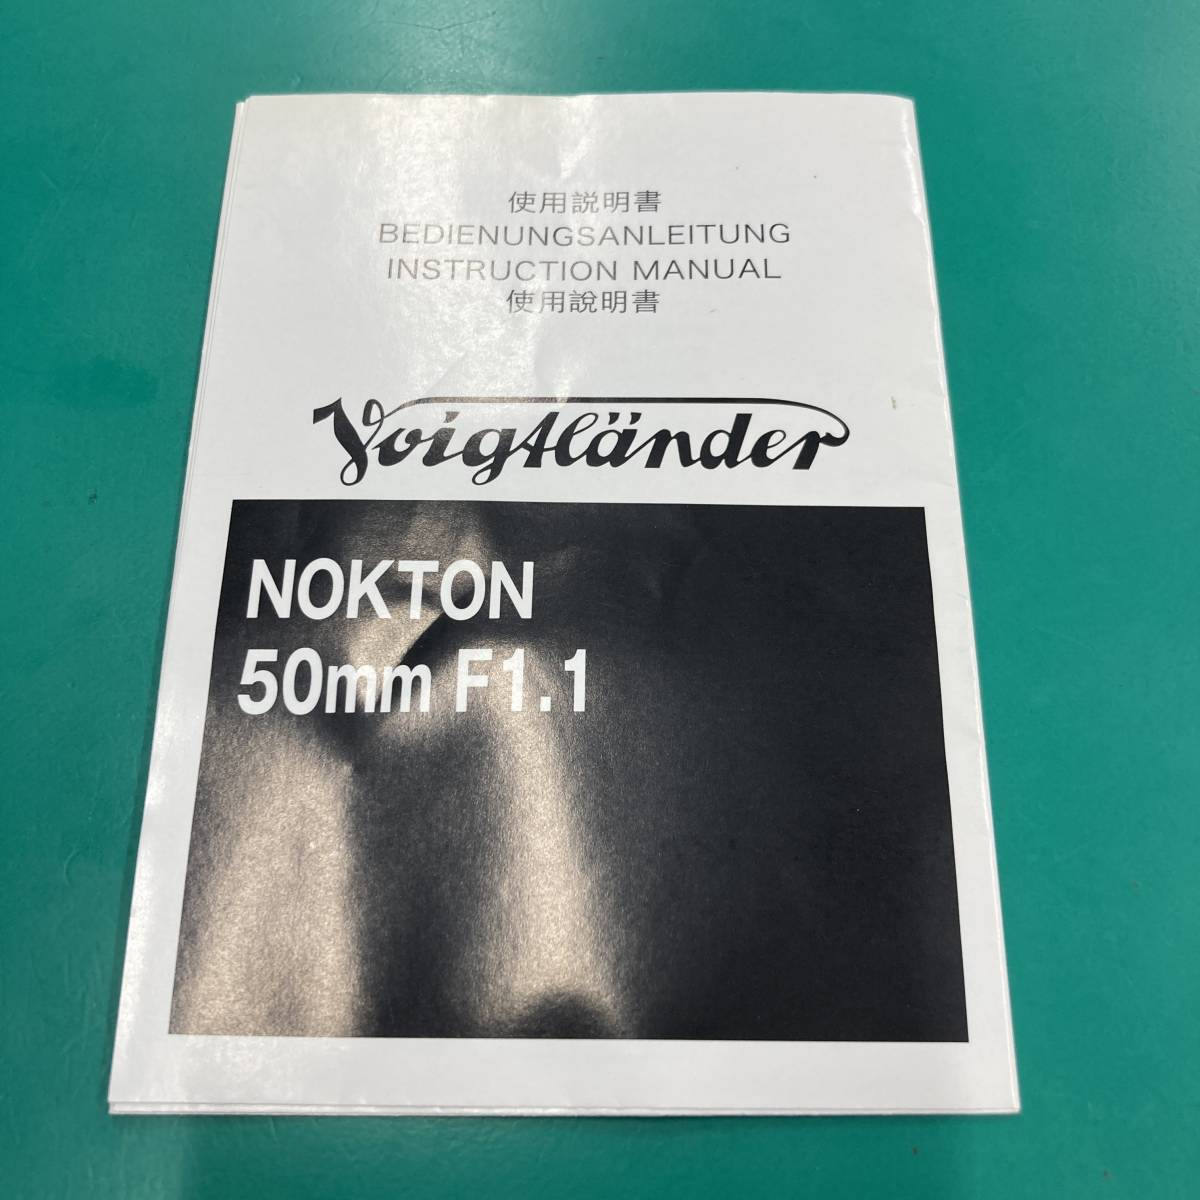 使用説明書
BEDIENUNGSANLEITUNG
INSTRUCTION MANUAL
使用說明書
Voigtländer
NOKTON
50mm F1.1